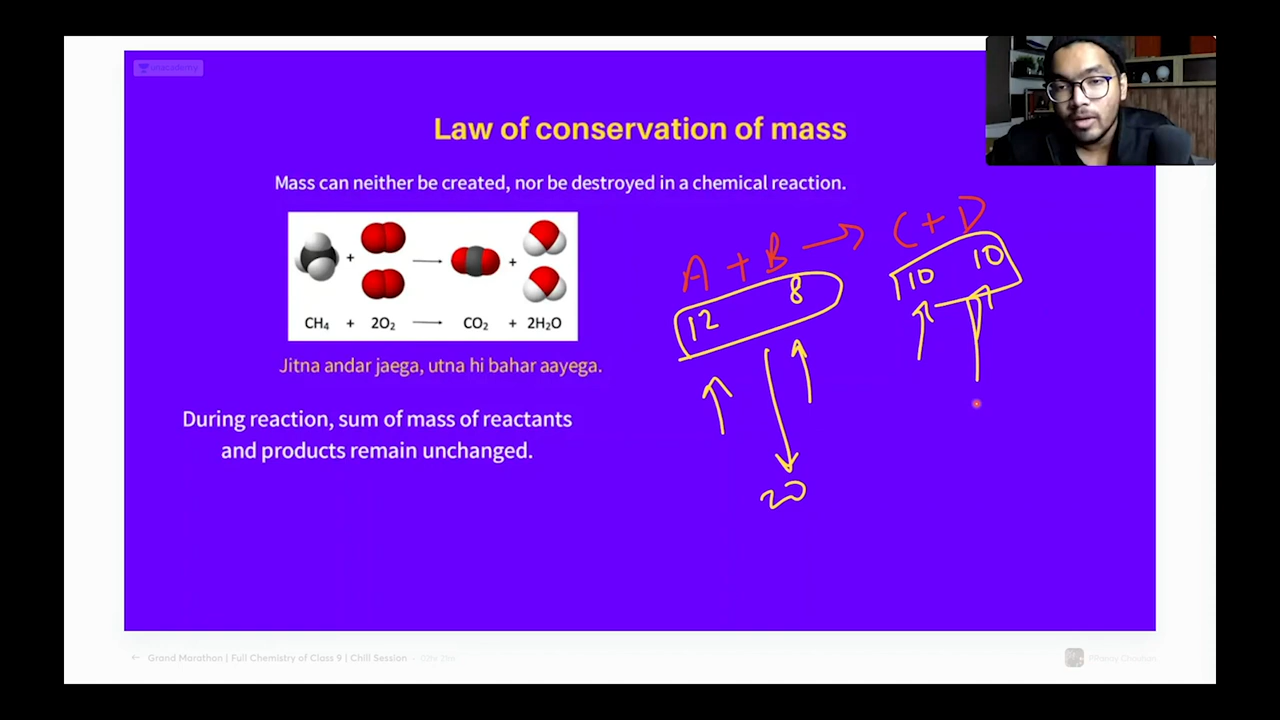 unacademy
Law of conservation of mass
Mass can neither be created, nor be destroyed in a chemical reaction.
CH₄ + 2O₂ → CO₂ + 2H₂O
Jitna andar jaega, utna hi bahar aayega.
During reaction, sum of mass of reactants
and products remain unchanged.
A + B → C + D
12 8 10 10
20
← Grand Marathon | Full Chemistry of Class 9 | Chill Session